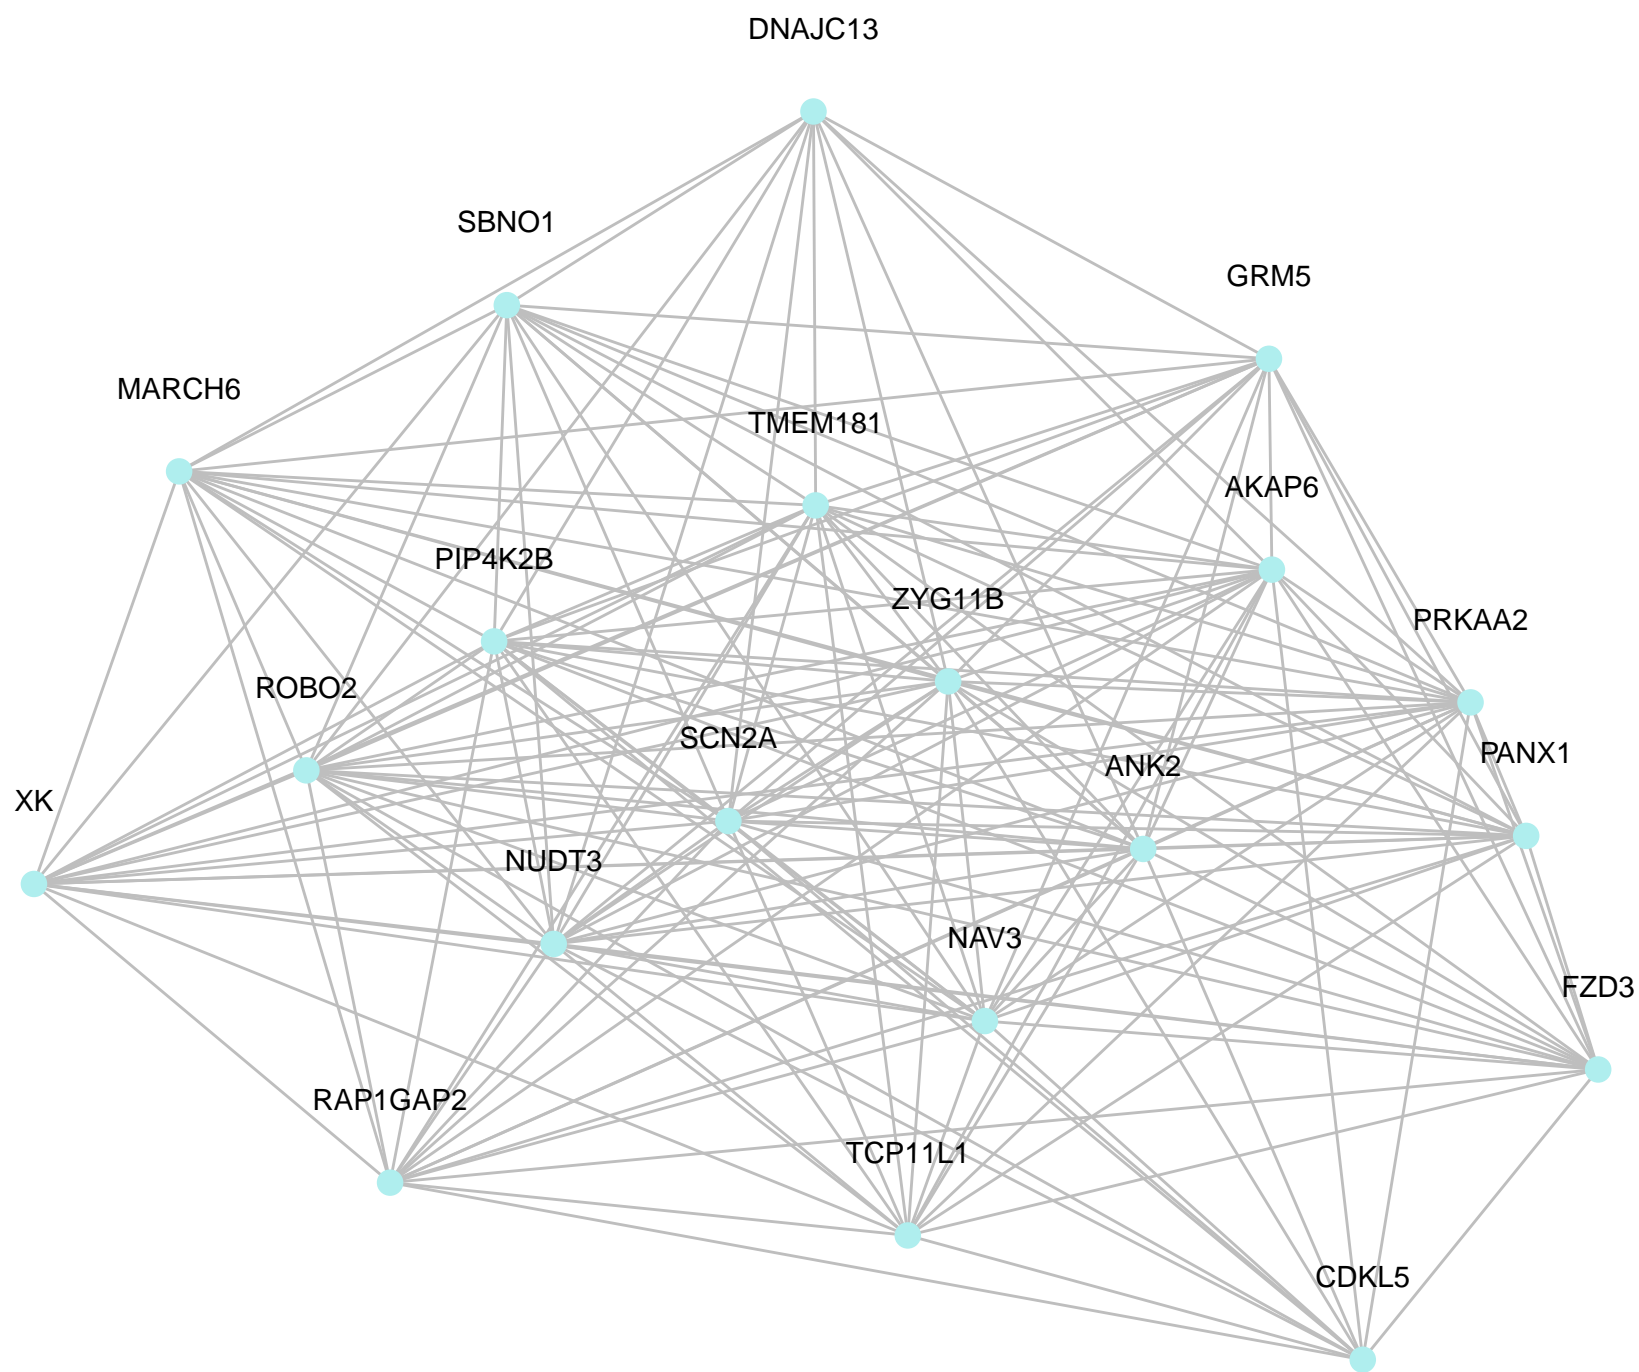 DNAJC13
SBNO1
GRM5
MARCH6
TMEM181
AKAP6
PIP4K2B
ZYG11B
PRKAA2
ROBO2
SCN2A
PANX1
ANK2
XK
NUDT3
NAV3
FZD3
RAP1GAP2
TCP11L1
CDKL5